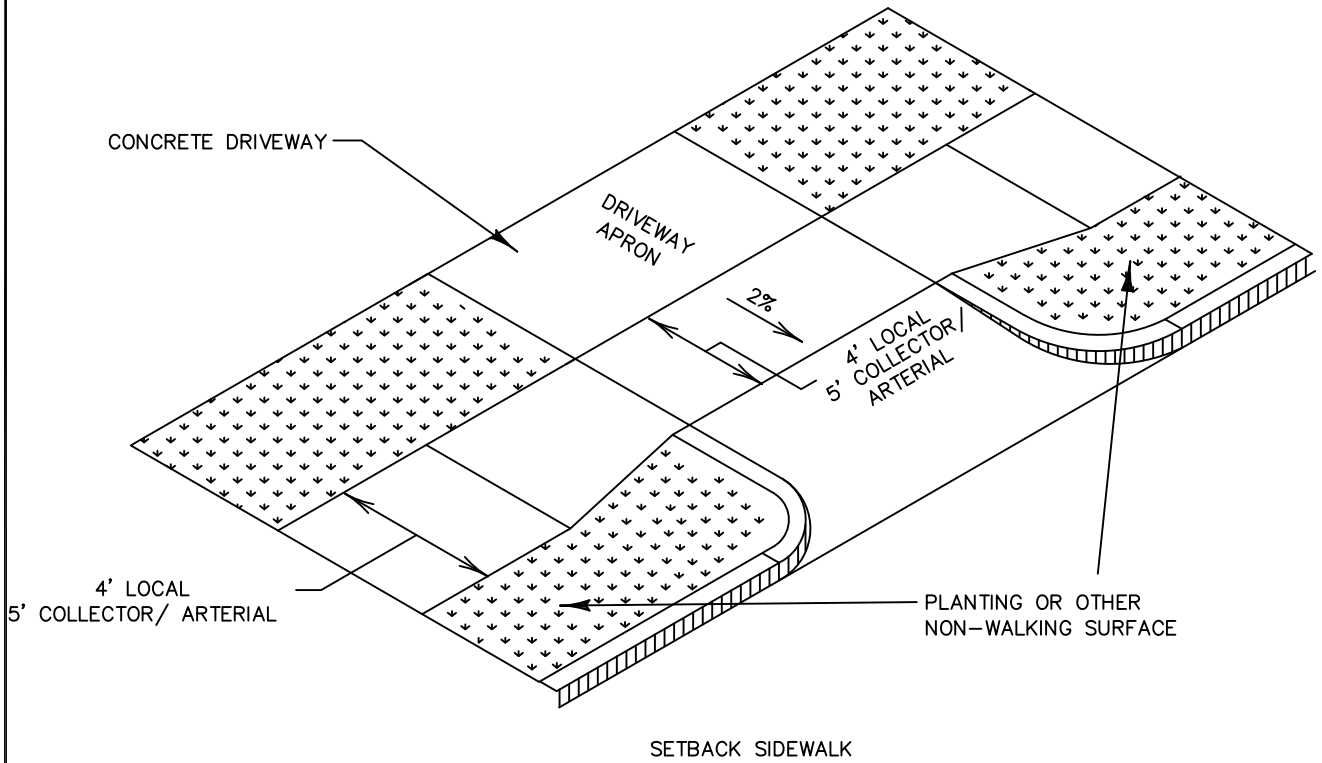 CONCRETE DRIVEWAY
DRIVEWAY
APRON
2%
4' LOCAL
5' COLLECTOR/
ARTERIAL
4' LOCAL
5' COLLECTOR/ ARTERIAL
PLANTING OR OTHER
NON-WALKING SURFACE
SETBACK SIDEWALK